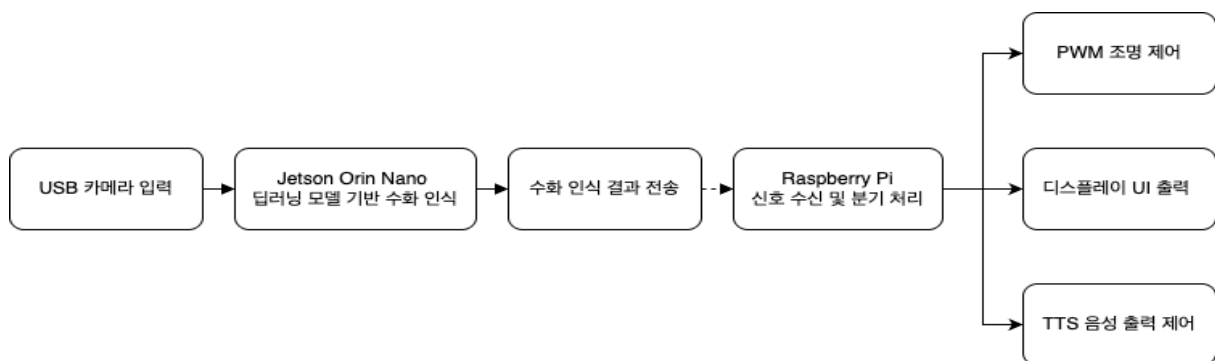 USB 카메라 입력
Jetson Orin Nano
딥러닝 모델 기반 수화 인식
수화 인식 결과 전송
Raspberry Pi
신호 수신 및 분기 처리
PWM 조명 제어
디스플레이 UI 출력
TTS 음성 출력 제어